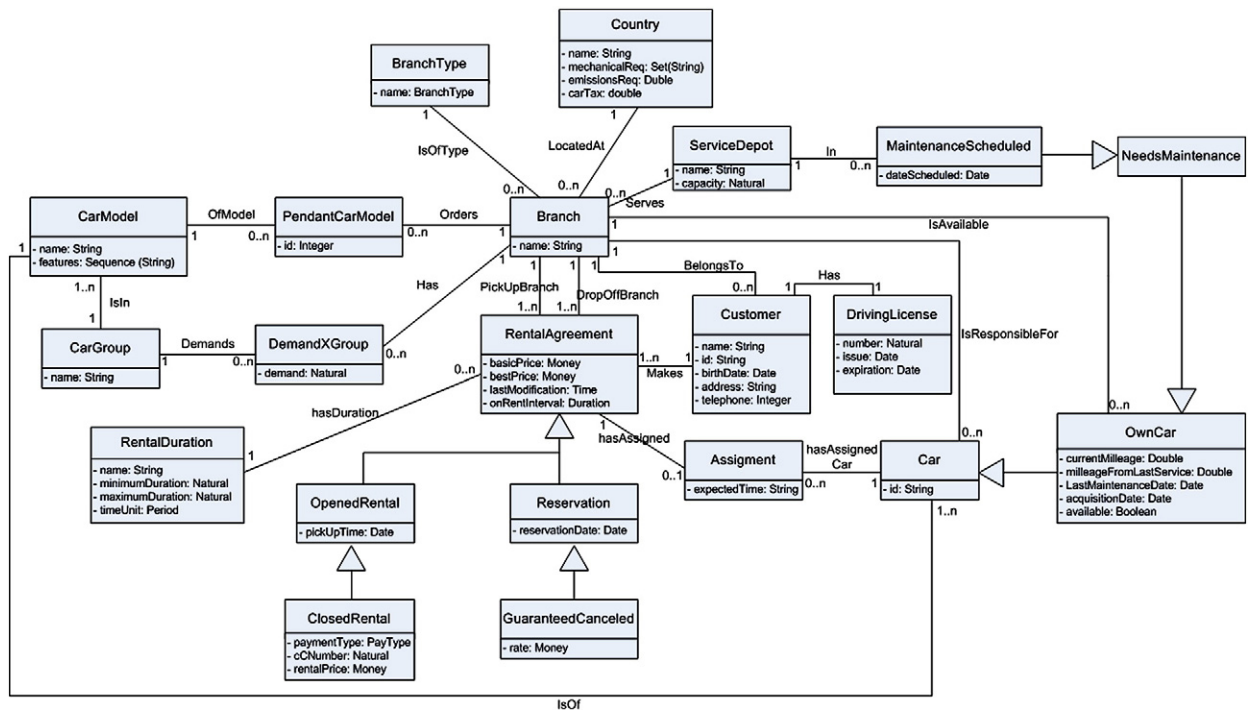 Country
- name: String
- mechanicalReq: Set(String)
- emissionsReq: Duble
- carTax: double
1
BranchType
- name: BranchType
1
IsOfType
0..n
LocatedAt
0..n
ServiceDepot
- name: String
- capacity: Natural
1
0..n
Serves
1
In
0..n
MaintenanceScheduled
- dateScheduled: Date
NeedsMaintenance
CarModel
- name: String
- features: Sequence (String)
1
OfModel
1
0..n
PendantCarModel
- id: Integer
Orders
0..n
1
Branch
- name: String
1
IsAvailable
0..n
1
1..n
IsIn
1
Has
0..n
1
PickUpBranch
1..n
1
DropOffBranch
1..n
1
BelongsTo
0..n
1
Has
1
IsResponsibleFor
0..n
CarGroup
- name: String
1
Demands
0..n
DemandXGroup
- demand: Natural
RentalAgreement
- basicPrice: Money
- bestPrice: Money
- lastModification: Time
- onRentInterval: Duration
1..n
1
Makes
Customer
- name: String
- id: String
- birthDate: Date
- address: String
- telephone: Integer
DrivingLicense
- number: Natural
- issue: Date
- expiration: Date
0..n
hasDuration
1
RentalDuration
- name: String
- minimumDuration: Natural
- maximumDuration: Natural
- timeUnit: Period
1
hasAssigned
0..1
Assigment
- expectedTime: String
hasAssigned
Car
0..n
1
Car
- id: String
1..n
OwnCar
- currentMilleage: Double
- milleageFromLastService: Double
- LastMaintenanceDate: Date
- acquisitionDate: Date
- available: Boolean
OpenedRental
- pickUpTime: Date
Reservation
- reservationDate: Date
ClosedRental
- paymentType: PayType
- cCNumber: Natural
- rentalPrice: Money
GuaranteedCanceled
- rate: Money
IsOf